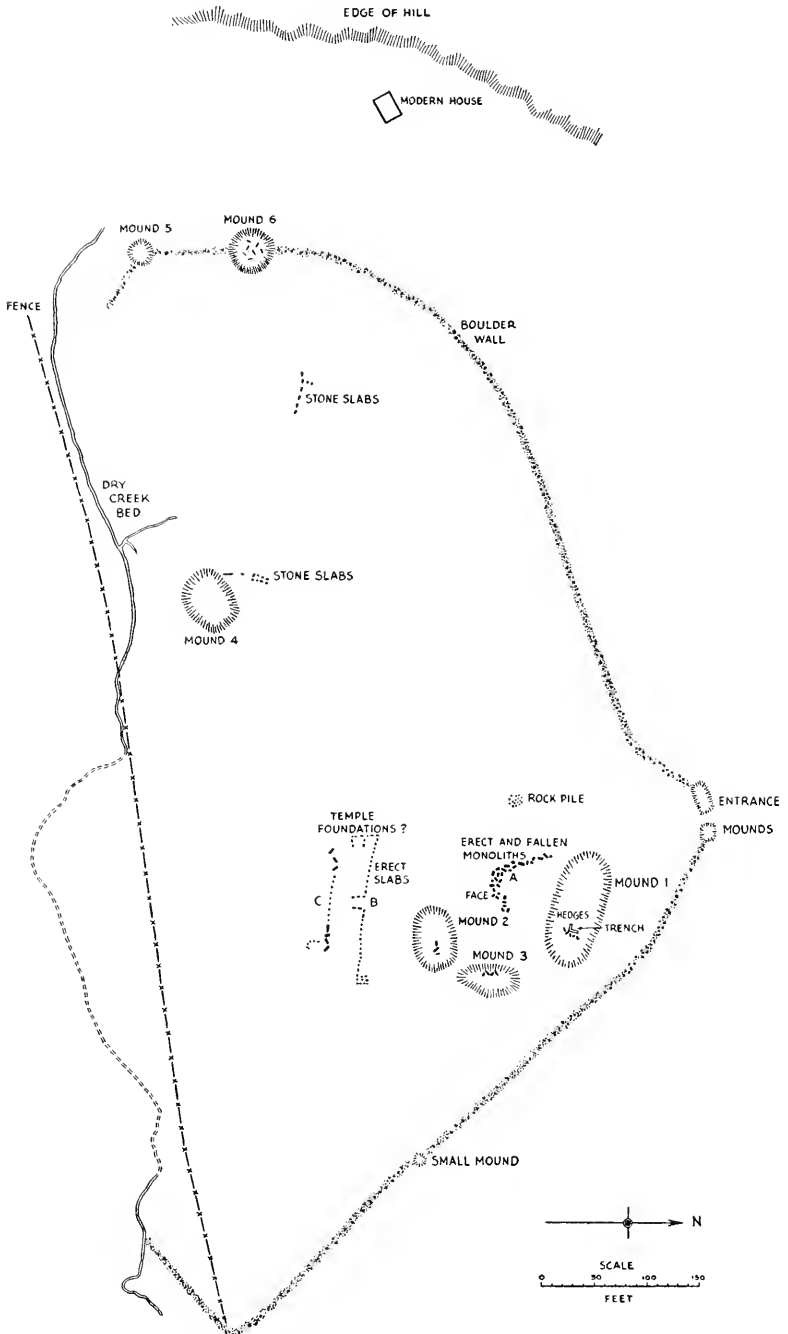 EDGE OF HILL
MODERN HOUSE
MOUND 5
MOUND 6
FENCE
BOULDER
WALL
STONE SLABS
DRY
CREEK
BED
STONE SLABS
MOUND 4
ROCK PILE
ENTRANCE
MOUNDS
TEMPLE
FOUNDATIONS ?
ERECT AND FALLEN
MONOLITHS
ERECT
SLABS
A
MOUND 1
FACE
C
B
MOUND 2
HEDGES
TRENCH
MOUND 3
SMALL MOUND
N
SCALE
0 50 100 150
FEET